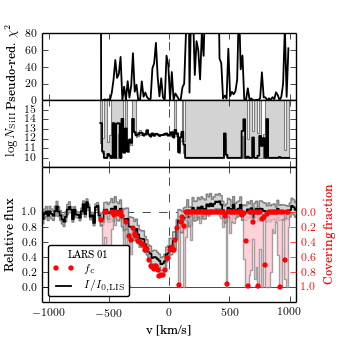 80
60
40
20
0
Pseudo-red. χ²
15
14
13
12
11
10
log N_SiII
1.0
0.8
0.6
0.4
0.2
0.0
Relative flux
0.0
0.2
0.4
0.6
0.8
1.0
Covering fraction
LARS 01
f_c
I/I_0,LIS
−1000 −500 0 500 1000
v [km/s]